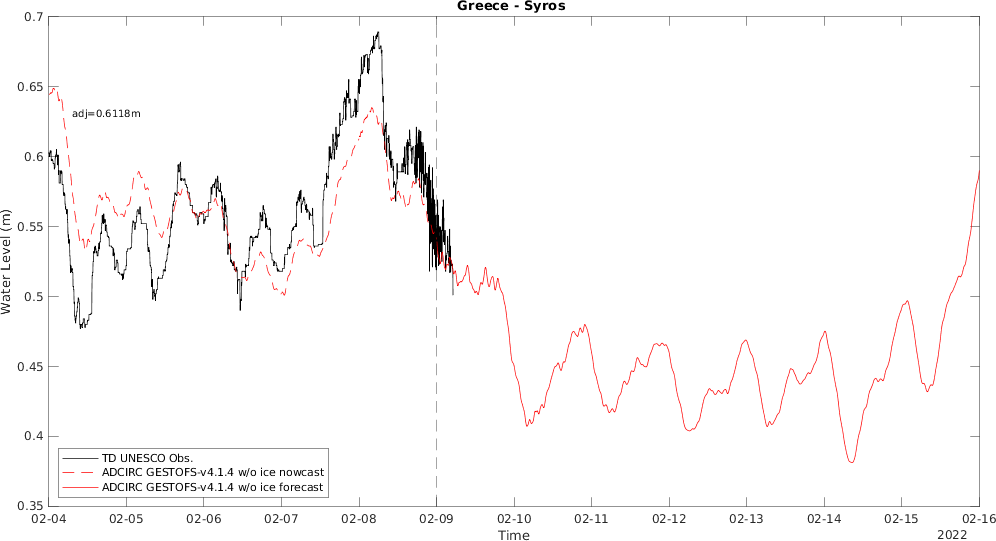 Greece - Syros
0.7
0.65
0.6
0.55
0.5
0.45
0.4
0.35
Water Level (m)
adj=0.6118m
TD UNESCO Obs.
ADCIRC GESTOFS-v4.1.4 w/o ice nowcast
ADCIRC GESTOFS-v4.1.4 w/o ice forecast
02-04 02-05 02-06 02-07 02-08 02-09 02-10 02-11 02-12 02-13 02-14 02-15 02-16
Time
2022